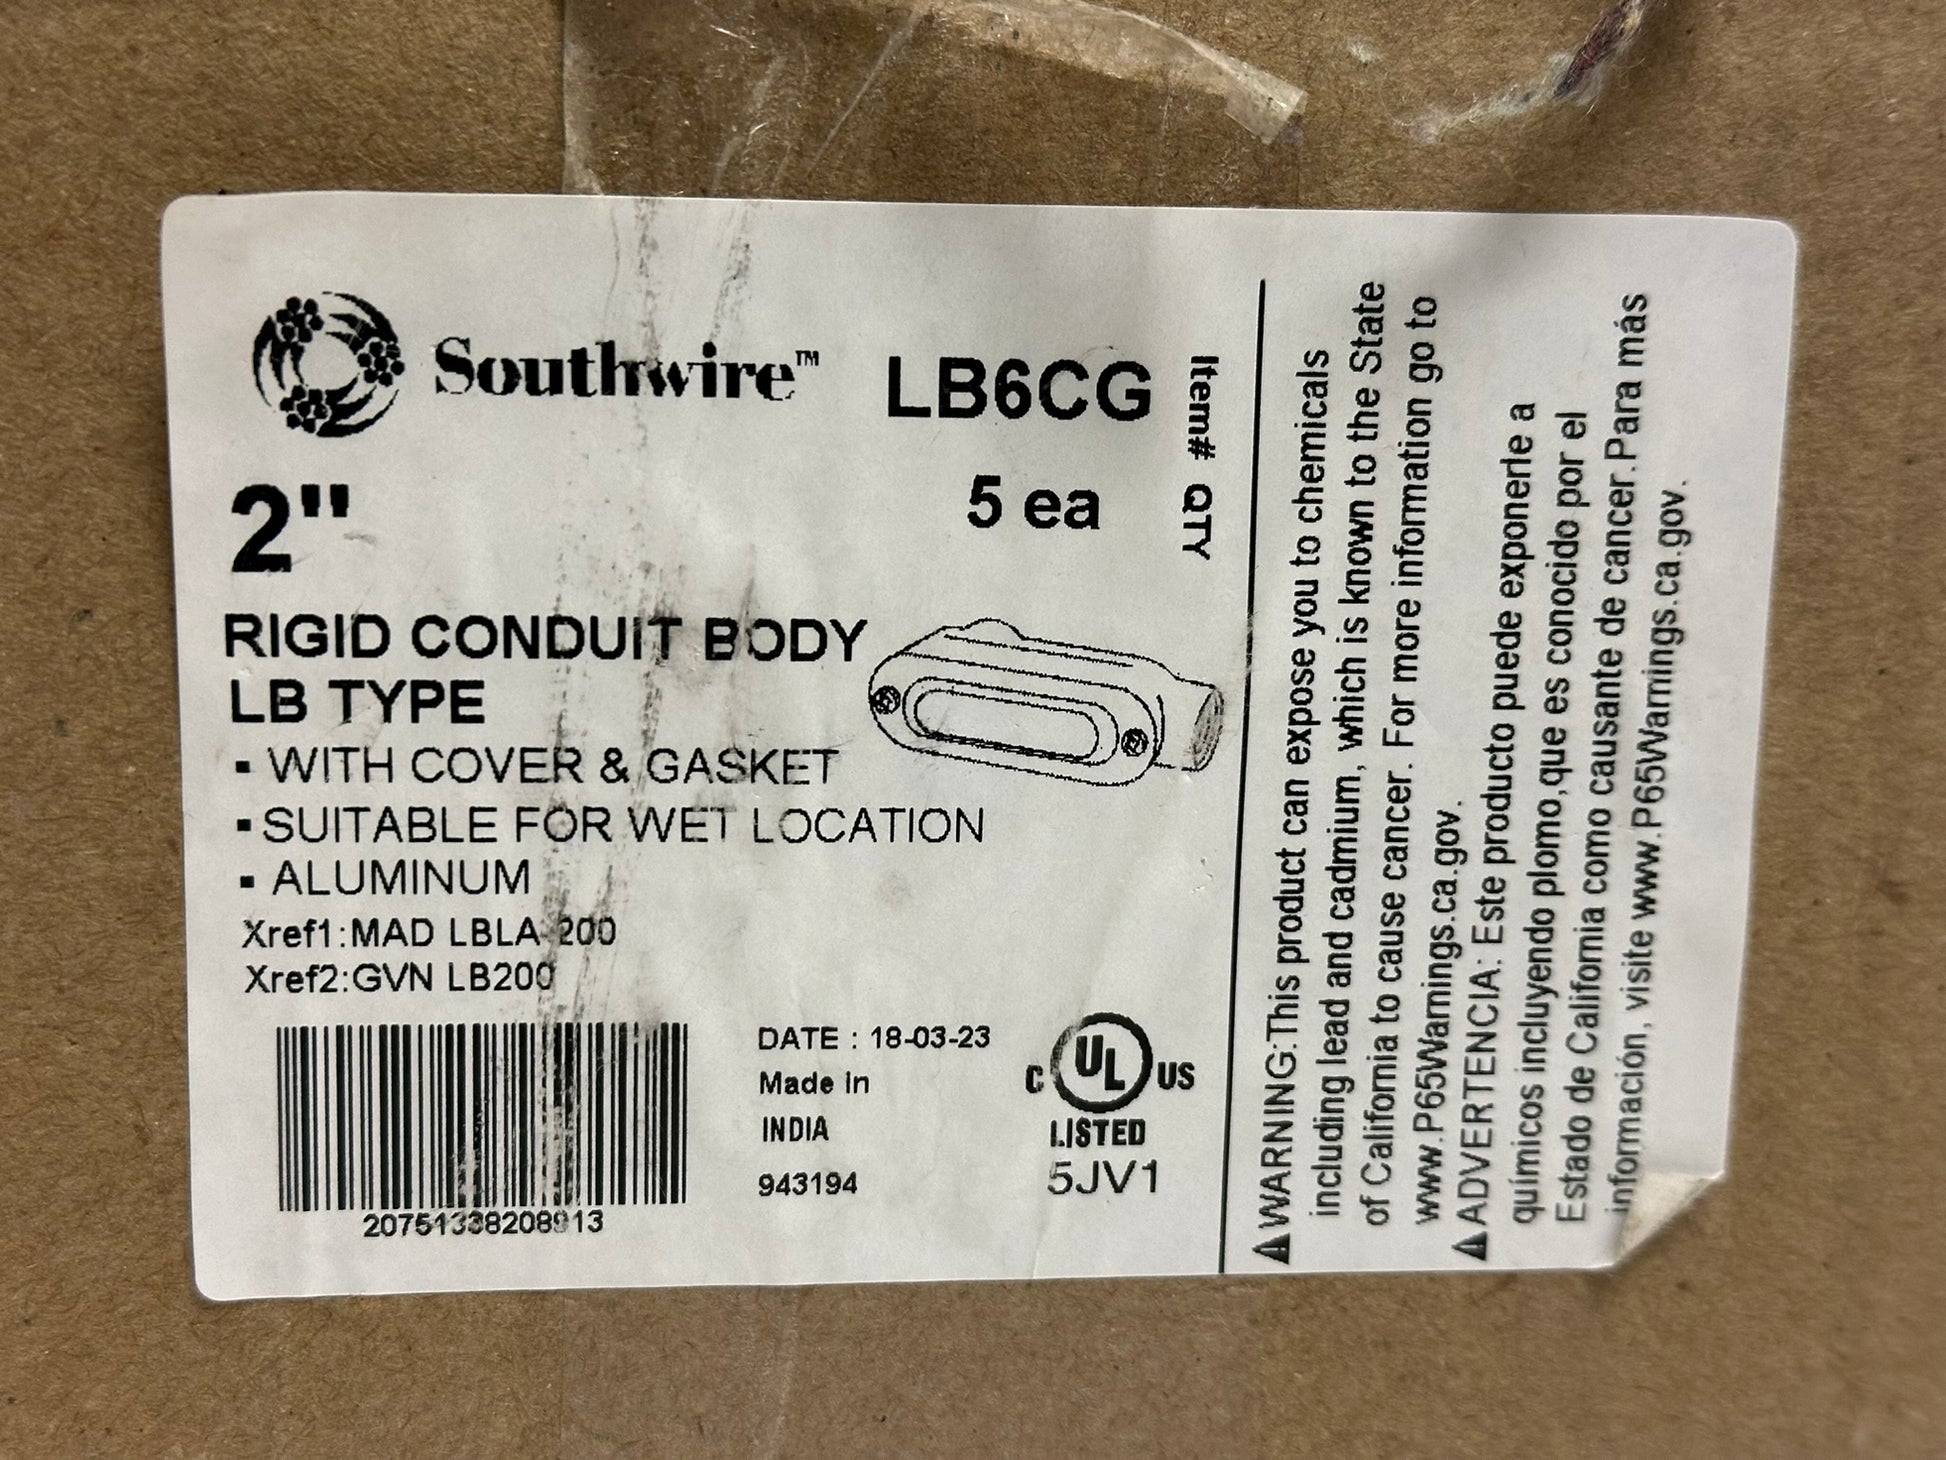 Southwire™
LB6CG
Item#
5 ea
QTY
2"
RIGID CONDUIT BODY
LB TYPE
▪ WITH COVER & GASKET
▪ SUITABLE FOR WET LOCATION
▪ ALUMINUM
Xref1:MAD LBLA-200
Xref2:GVN LB200
20751338208913
DATE : 18-03-23
Made in
INDIA
943194
C UL US
LISTED
5JV1
⚠WARNING:This product can expose you to chemicals
including lead and cadmium, which is known to the State
of California to cause cancer. For more information go to
www.P65Warnings.ca.gov.
⚠ADVERTENCIA: Este producto puede exponerle a
químicos incluyendo plomo,que es conocido por el
Estado de California como causante de cancer.Para más
información, visite www.P65Warnings.ca.gov.